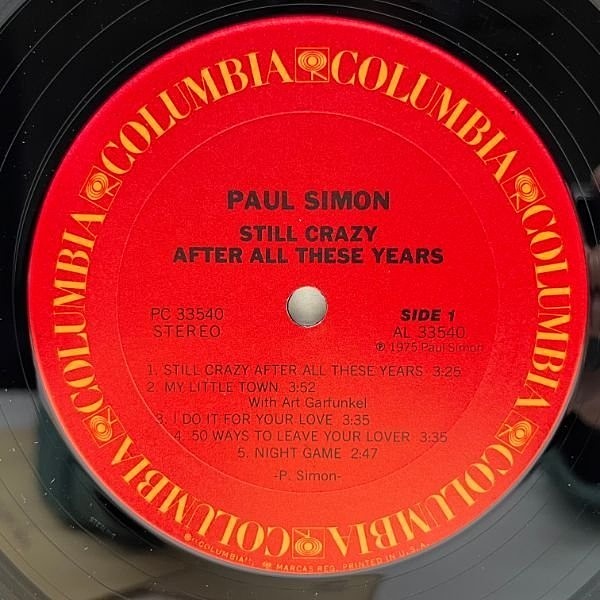 COLUMBIA COLUMBIA COLUMBIA COLUMBIA COLUMBIA COLUMBIA
PAUL SIMON
STILL CRAZY
AFTER ALL THESE YEARS
PC 33540
STEREO
SIDE 1
AL 33540
℗ 1975 Paul Simon
1. STILL CRAZY AFTER ALL THESE YEARS 3:25
2. MY LITTLE TOWN 3:52
With Art Garfunkel
3. I DO IT FOR YOUR LOVE 3:35
4. 50 WAYS TO LEAVE YOUR LOVER 3:35
5. NIGHT GAME 2:47
-P. Simon-
"COLUMBIA", MARCAS REG. PRINTED IN U.S.A.